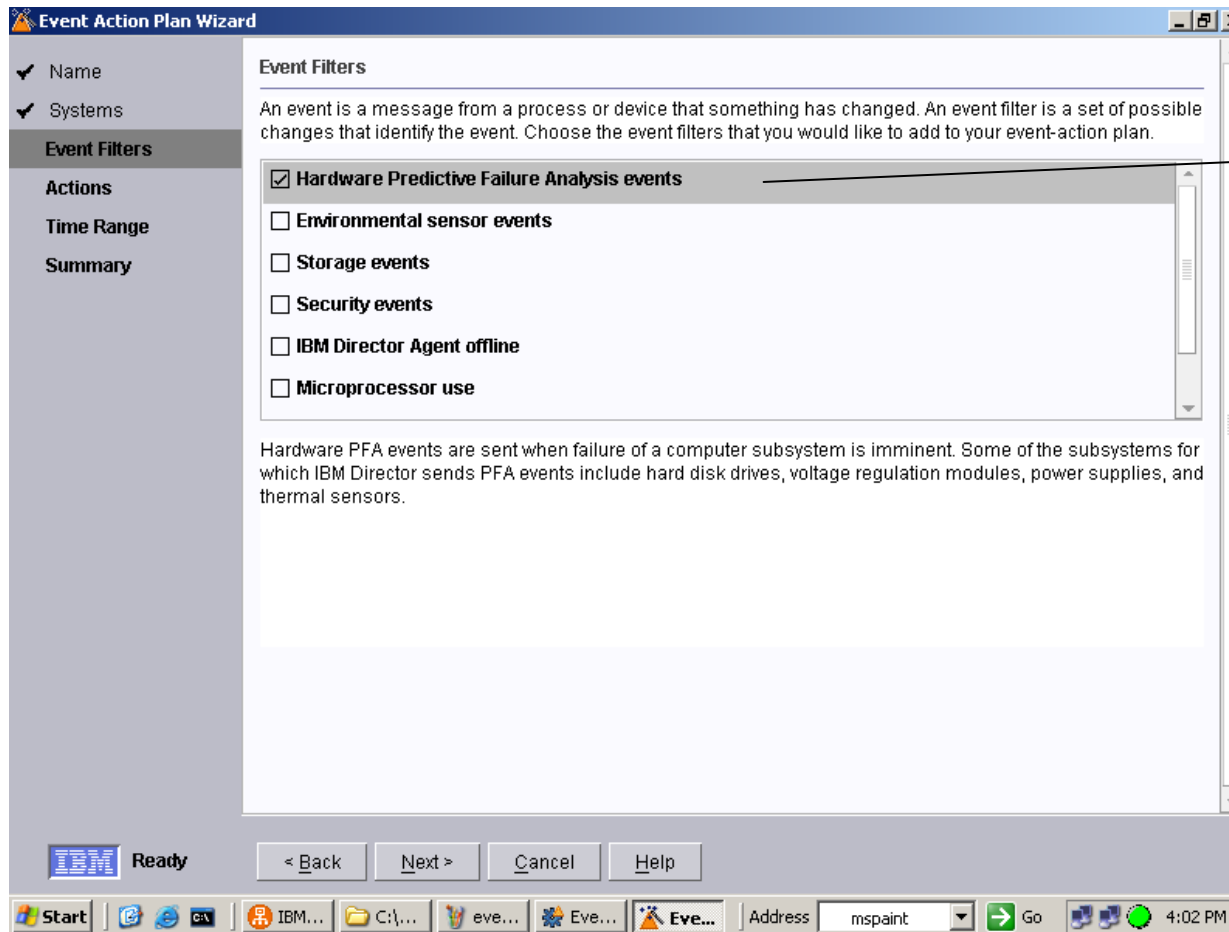 Event Action Plan Wizard
Name
Systems
Event Filters
Actions
Time Range
Summary
Event Filters
An event is a message from a process or device that something has changed. An event filter is a set of possible
changes that identify the event. Choose the event filters that you would like to add to your event-action plan.
Hardware Predictive Failure Analysis events
Environmental sensor events
Storage events
Security events
IBM Director Agent offline
Microprocessor use
Hardware PFA events are sent when failure of a computer subsystem is imminent. Some of the subsystems for
which IBM Director sends PFA events include hard disk drives, voltage regulation modules, power supplies, and
thermal sensors.
IBM Ready
< Back Next > Cancel Help
Start IBM... C:\... eve... Eve... Eve... Address mspaint Go 4:02 PM